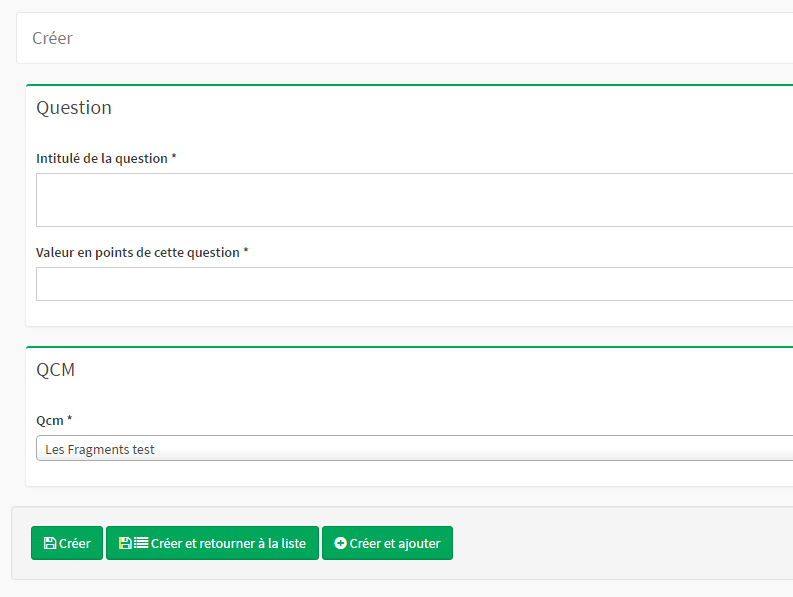 Créer
Question
Intitulé de la question *
Valeur en points de cette question *
QCM
Qcm *
Les Fragments test
Créer
Créer et retourner à la liste
Créer et ajouter